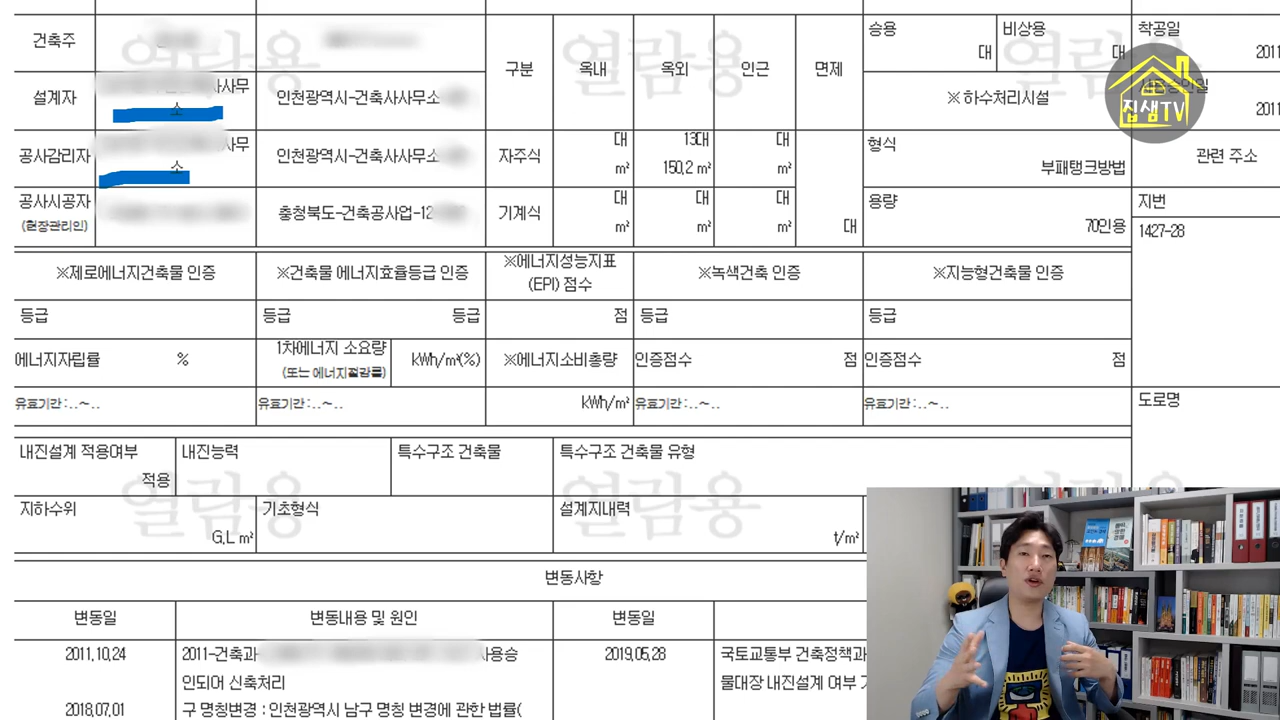 건축주
구분
옥내
옥외
인근
면제
승용
대
비상용
대
착공일
2011
설계자
사사무
소
인천광역시-건축사사무소
※ 하수처리시설
2011
공사감리자
사무
소
인천광역시-건축사사무소
자주식
대
㎡
13대
150.2 ㎡
대
㎡
형식
부패탱크방법
관련 주소
공사시공자
(현장관리인)
충청북도-건축공사업-12
기계식
대
㎡
대
㎡
대
㎡
대
용량
70인용
지번
1427-28
※제로에너지건축물 인증
※건축물 에너지효율등급 인증
※에너지성능지표
(EPI) 점수
※녹색건축 인증
※지능형건축물 인증
등급
등급
등급
점
등급
등급
에너지자립률
%
1차에너지 소요량
(또는 에너지절감률)
kWh/㎡(%)
※에너지소비총량
인증점수
점
인증점수
점
유효기간 : . . ~ . .
유효기간 : . . ~ . .
kWh/㎡
유효기간 : . . ~ . .
유효기간 : . . ~ . .
도로명
내진설계 적용여부
적용
내진능력
특수구조 건축물
특수구조 건축물 유형
지하수위
G.L ㎡
기초형식
설계지내력
t/㎡
변동사항
변동일
변동내용 및 원인
변동일
2011.10.24
2011-건축과
사용승
2019.05.28
국토교통부 건축정책과
인되어 신축처리
물대장 내진설계 여부
2018.07.01
구 명칭변경 : 인천광역시 남구 명칭 변경에 관한 법률(
열람용
열람용
열람용
열람용
열람용
집샘TV